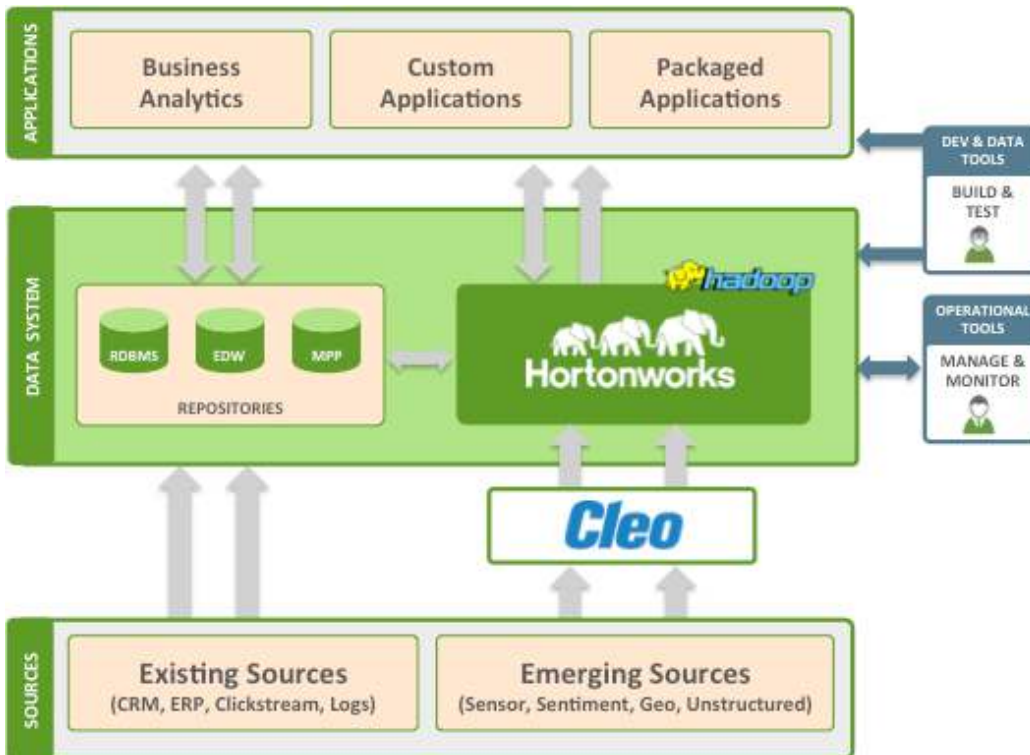 APPLICATIONS
Business
Analytics
Custom
Applications
Packaged
Applications
DEV & DATA
TOOLS
BUILD &
TEST
DATA SYSTEM
hadoop
RDBMS
EDW
MPP
REPOSITORIES
Hortonworks
OPERATIONAL
TOOLS
MANAGE &
MONITOR
Cleo
SOURCES
Existing Sources
(CRM, ERP, Clickstream, Logs)
Emerging Sources
(Sensor, Sentiment, Geo, Unstructured)